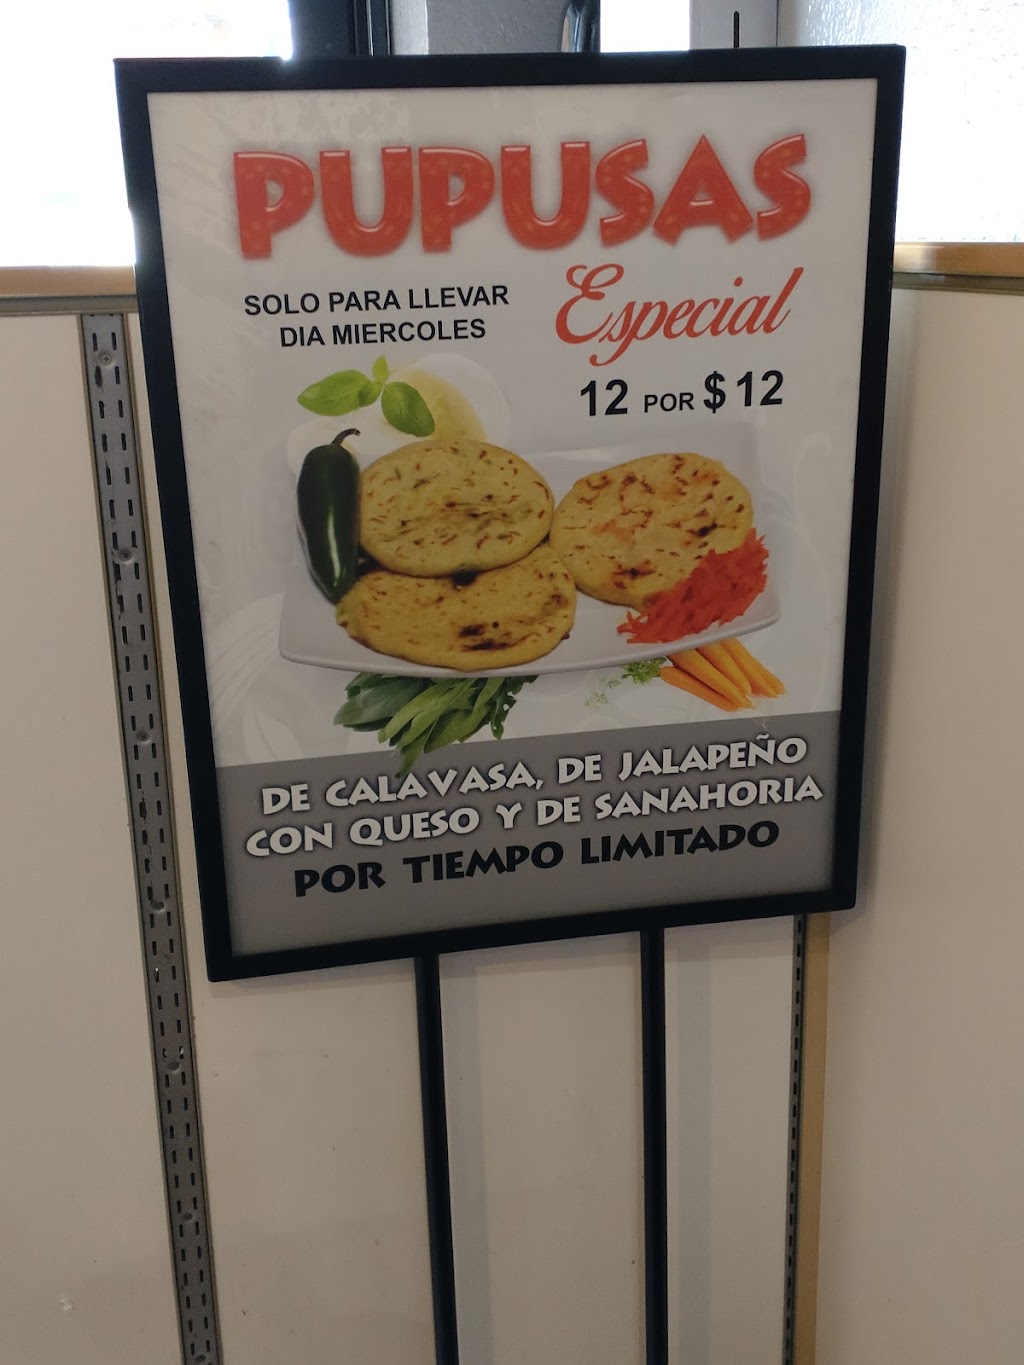 PUPUSAS
SOLO PARA LLEVAR
DIA MIERCOLES
Especial
12 POR $12
DE CALAVASA, DE JALAPEÑO
CON QUESO Y DE SANAHORIA
POR TIEMPO LIMITADO